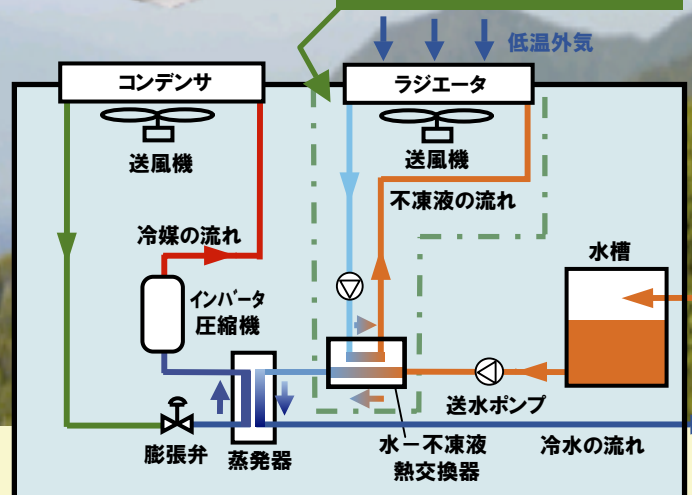 低温外気
コンデンサ
ラジエータ
送風機
送風機
不凍液の流れ
冷媒の流れ
水槽
インバータ
圧縮機
送水ポンプ
水－不凍液
熱交換器
冷水の流れ
膨張弁
蒸発器